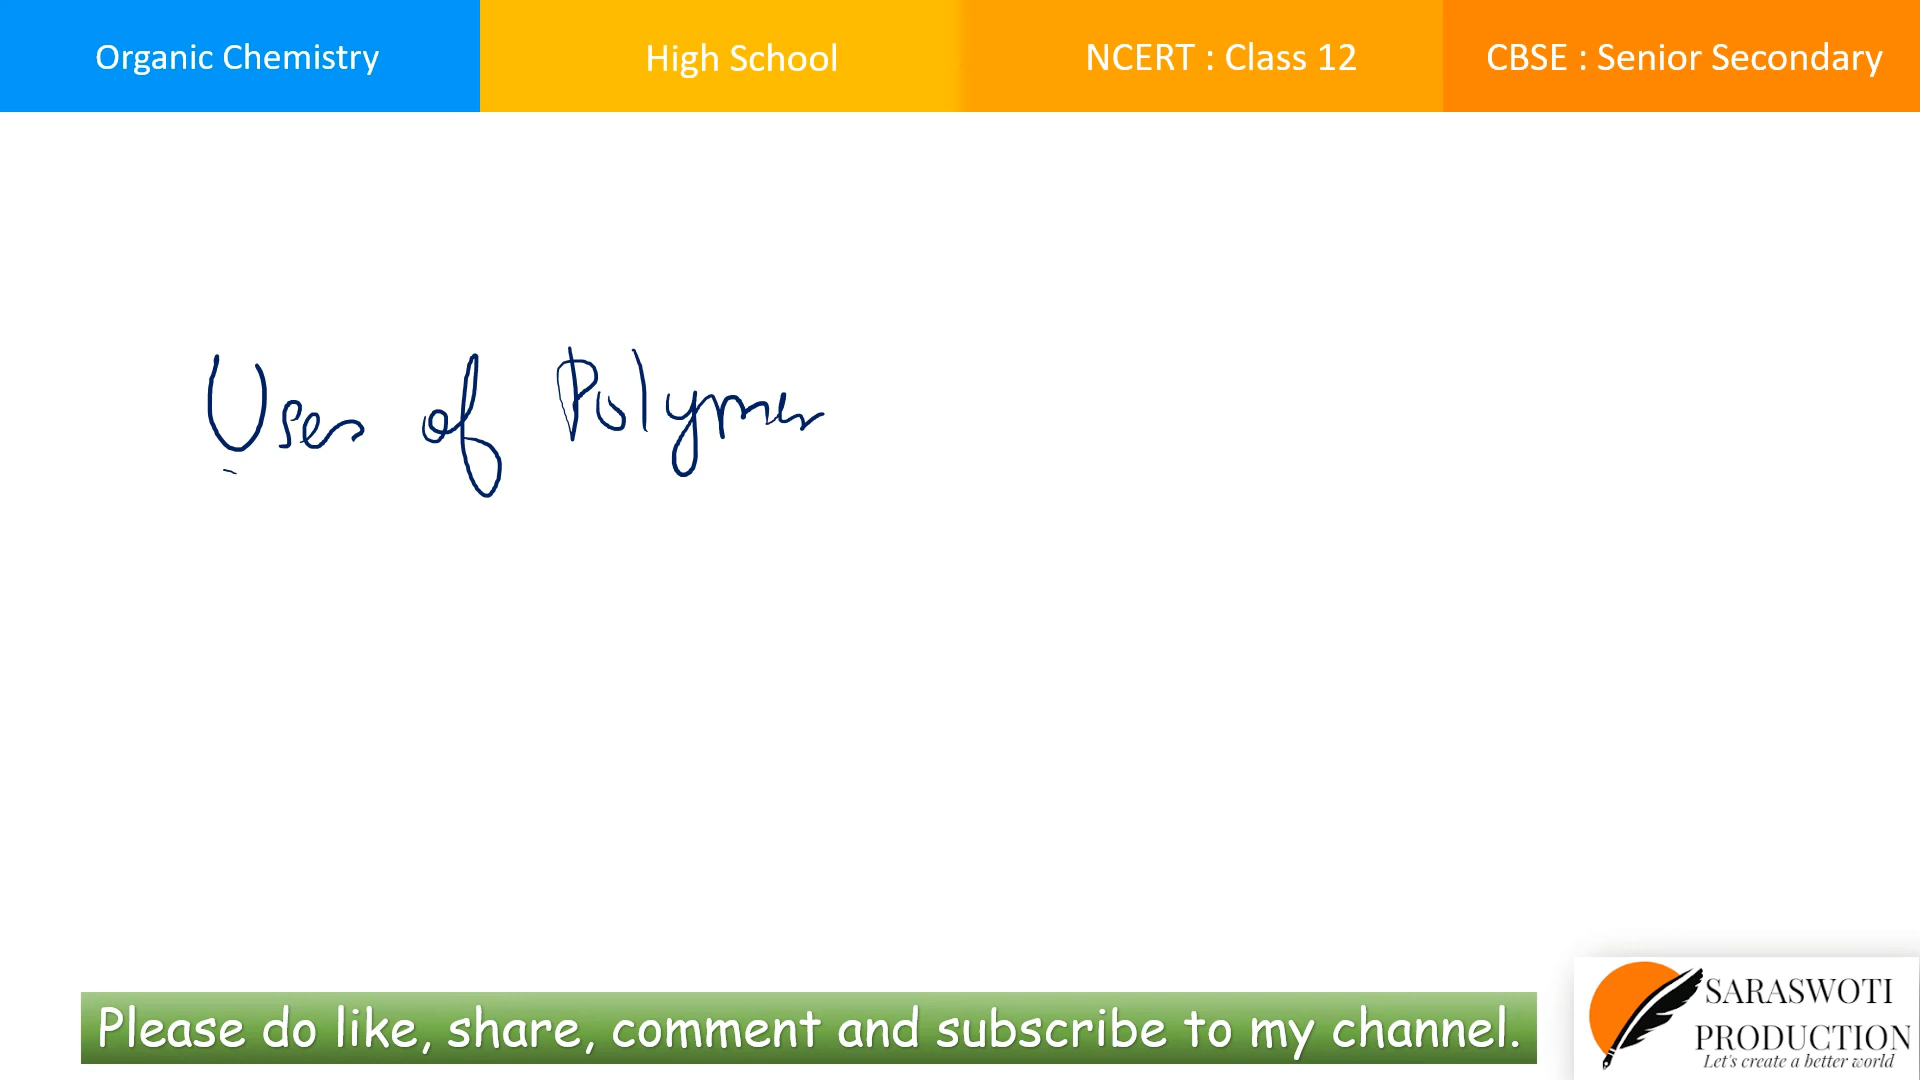 Organic Chemistry
High School
NCERT : Class 12
CBSE : Senior Secondary
Uses of Polymer
Please do like, share, comment and subscribe to my channel.
SARASWOTI
PRODUCTION
Let's create a better world